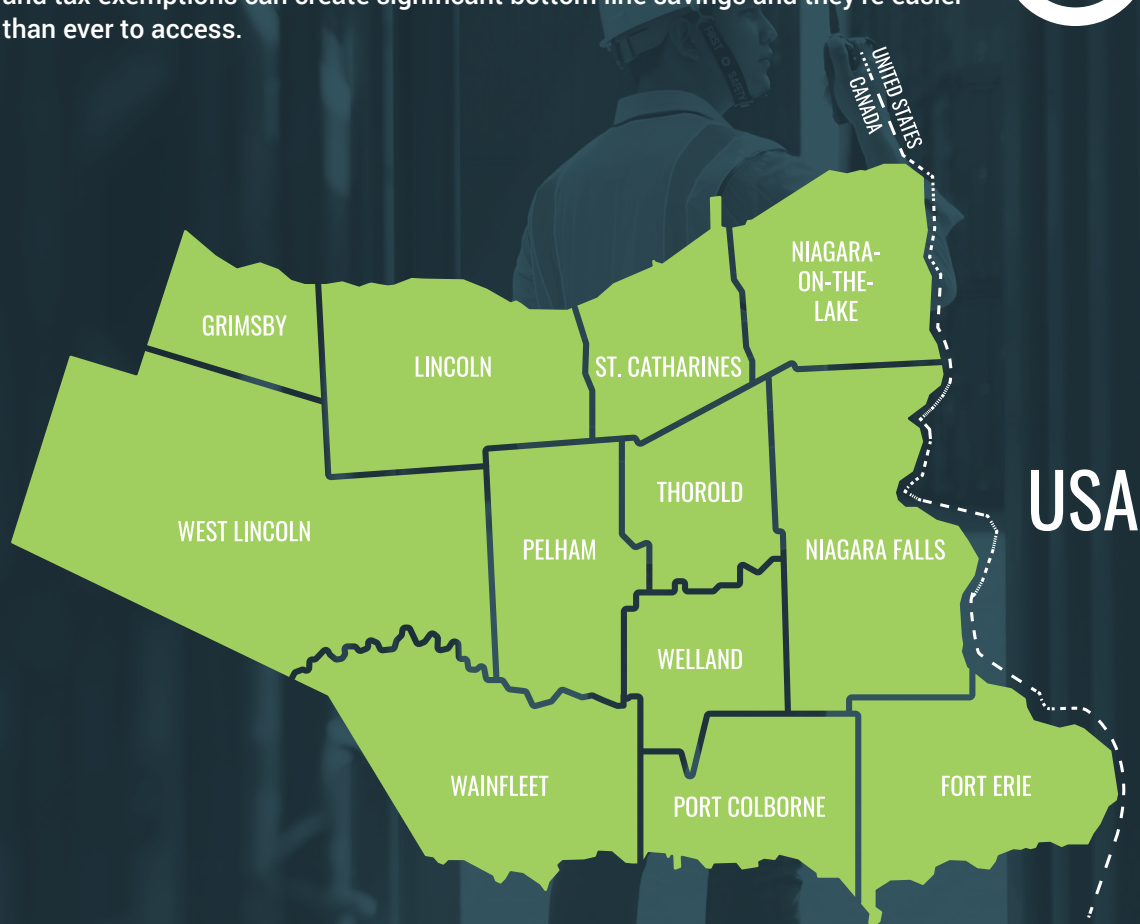 than ever to access.
UNITED STATES
CANADA
NIAGARA-
ON-THE-
LAKE
GRIMSBY
LINCOLN
ST. CATHARINES
THOROLD
USA
WEST LINCOLN
PELHAM
NIAGARA FALLS
WELLAND
WAINFLEET
FORT ERIE
PORT COLBORNE